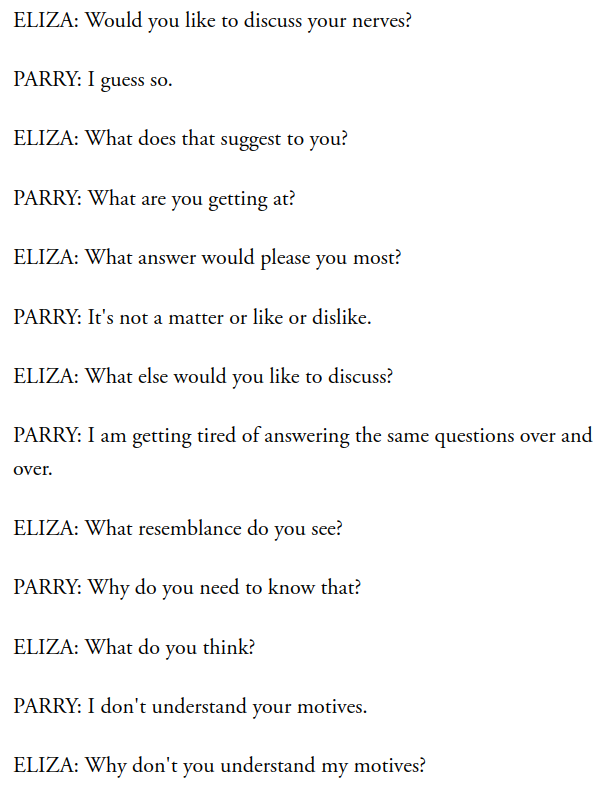 ELIZA: Would you like to discuss your nerves?
PARRY: I guess so.
ELIZA: What does that suggest to you?
PARRY: What are you getting at?
ELIZA: What answer would please you most?
PARRY: It's not a matter or like or dislike.
ELIZA: What else would you like to discuss?
PARRY: I am getting tired of answering the same questions over and
over.
ELIZA: What resemblance do you see?
PARRY: Why do you need to know that?
ELIZA: What do you think?
PARRY: I don't understand your motives.
ELIZA: Why don't you understand my motives?